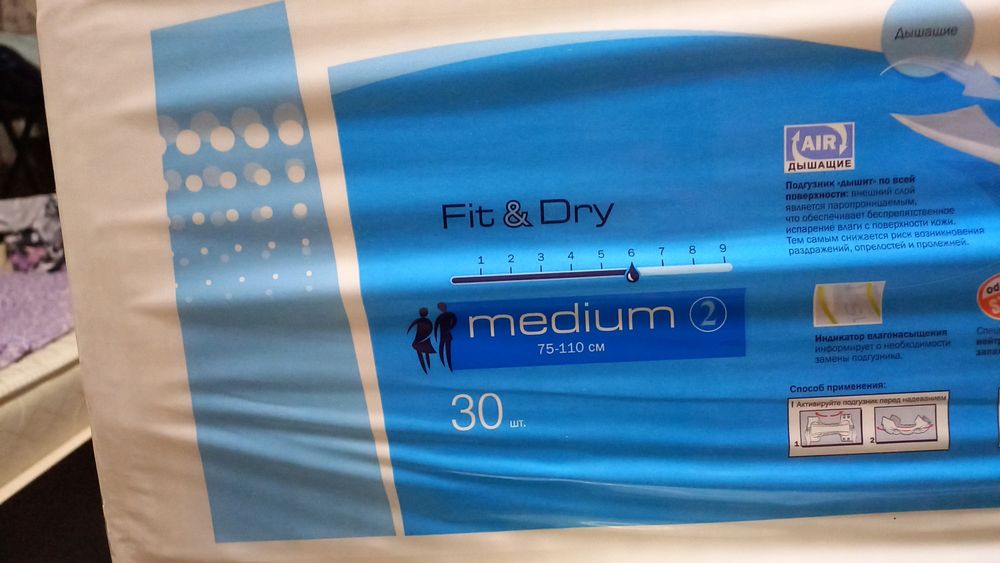 Дышащие
AIR
ДЫШАЩИЕ
Подгузник «дышит» по всей
поверхности: внешний слой
является паропроницаемым,
что обеспечивает беспрепятственное
испарение влаги с поверхности кожи.
Тем самым снижается риск возникновения
раздражений, опрелостей и пролежней.
Fit & Dry
1 2 3 4 5 6 7 8 9
medium 2
75-110 см
30 шт.
Индикатор влагонасыщения
информирует о необходимости
замены подгузника.
Способ применения:
! Активируйте подгузник перед надеванием
1 2